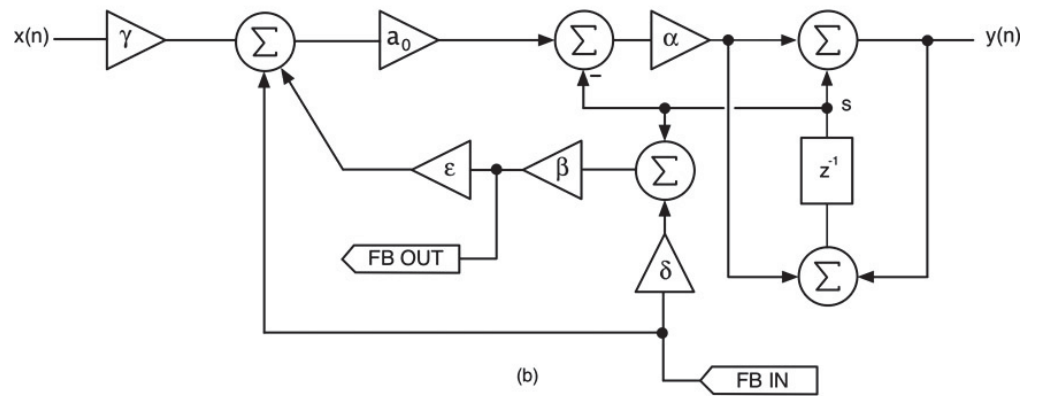 x(n) γ Σ a₀ Σ α Σ y(n)
− s
ε β Σ z⁻¹
FB OUT δ Σ
(b) FB IN